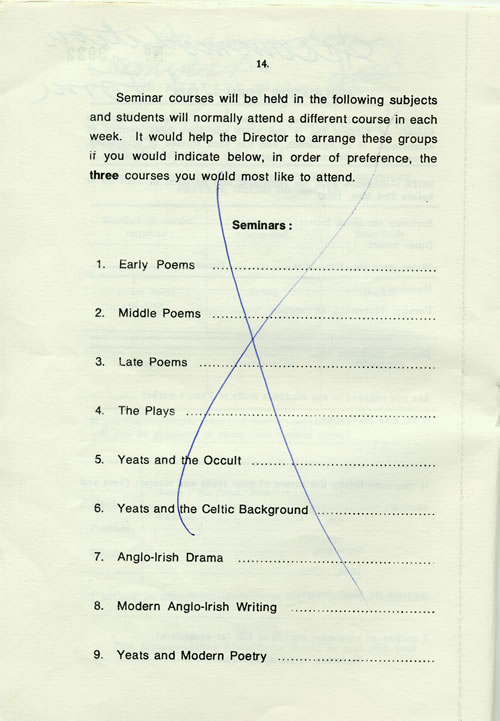 14.
Seminar courses will be held in the following subjects
and students will normally attend a different course in each
week. It would help the Director to arrange these groups
if you would indicate below, in order of preference, the
three courses you would most like to attend.
Seminars :
1. Early Poems ..........................................................
2. Middle Poems ..........................................................
3. Late Poems ..........................................................
4. The Plays ..........................................................
5. Yeats and the Occult ..........................................
6. Yeats and the Celtic Background ..............................
7. Anglo-Irish Drama ..........................................
8. Modern Anglo-Irish Writing ..............................
9. Yeats and Modern Poetry ..............................